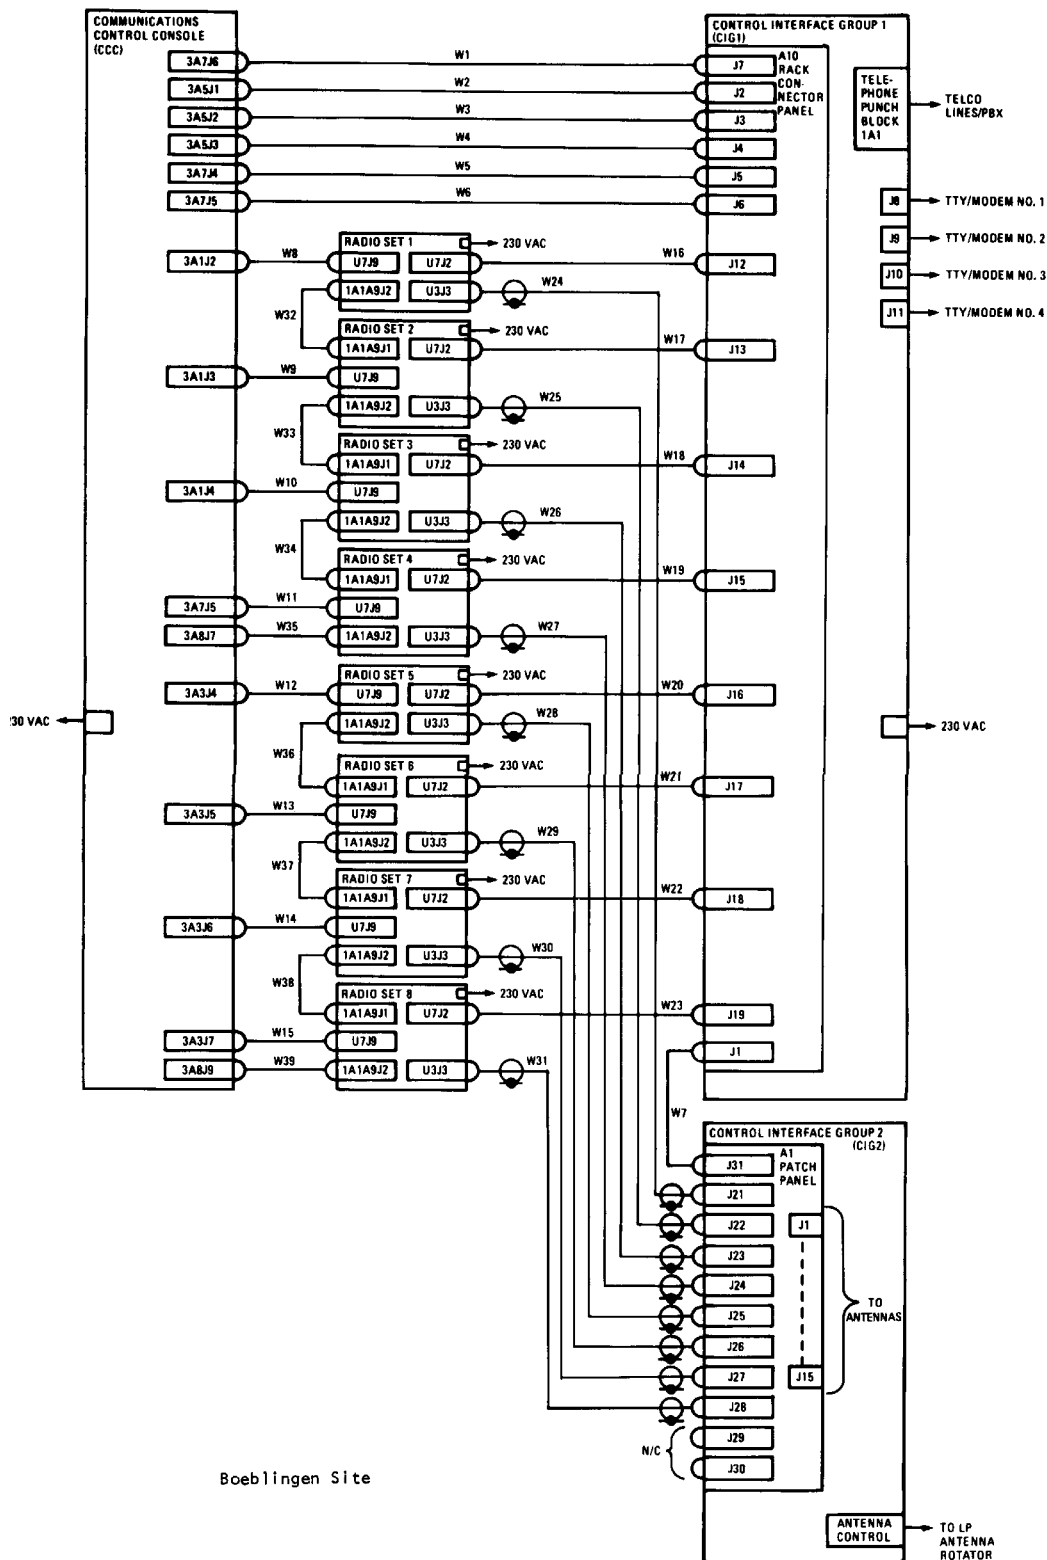 COMMUNICATIONS
CONTROL CONSOLE
(CCC)
3A7J6
3A5J1
3A5J2
3A5J3
3A7J4
3A7J5
3A1J2
3A1J3
3A1J4
3A7J5
3A8J7
3A3J4
30 VAC
3A3J5
3A3J6
3A3J7
3A8J9
W1
W2
W3
W4
W5
W6
W8
W32
W9
W33
W10
W34
W11
W35
W12
W36
W13
W37
W14
W38
W15
W39
RADIO SET 1
230 VAC
U7J9
U7J2
1A1A9J2
U3J3
RADIO SET 2
230 VAC
1A1A9J1
U7J2
U7J9
1A1A9J2
U3J3
RADIO SET 3
230 VAC
1A1A9J1
U7J2
U7J9
1A1A9J2
U3J3
RADIO SET 4
230 VAC
1A1A9J1
U7J2
U7J9
1A1A9J2
U3J3
RADIO SET 5
230 VAC
U7J9
U7J2
1A1A9J2
U3J3
RADIO SET 6
230 VAC
1A1A9J1
U7J2
U7J9
1A1A9J2
U3J3
RADIO SET 7
230 VAC
1A1A9J1
U7J2
U7J9
1A1A9J2
U3J3
RADIO SET 8
230 VAC
1A1A9J1
U7J2
U7J9
1A1A9J2
U3J3
W16
W24
W17
W25
W18
W26
W19
W27
W20
W28
W21
W29
W22
W30
W23
W31
W7
CONTROL INTERFACE GROUP 1
(CIG1)
A10
RACK
CON-
NECTOR
PANEL
J7
J2
J3
J4
J5
J6
J12
J13
J14
J15
J16
J17
J18
J19
J1
TELE-
PHONE
PUNCH
BLOCK
1A1
TELCO
LINES/PBX
J8
TTY/MODEM NO. 1
J9
TTY/MODEM NO. 2
J10
TTY/MODEM NO. 3
J11
TTY/MODEM NO. 4
230 VAC
CONTROL INTERFACE GROUP 2
(CIG2)
A1
PATCH
PANEL
J31
J21
J22
J23
J24
J25
J26
J27
J28
J29
J30
N/C
J1
J15
TO
ANTENNAS
ANTENNA
CONTROL
TO LP
ANTENNA
ROTATOR
Boeblingen Site